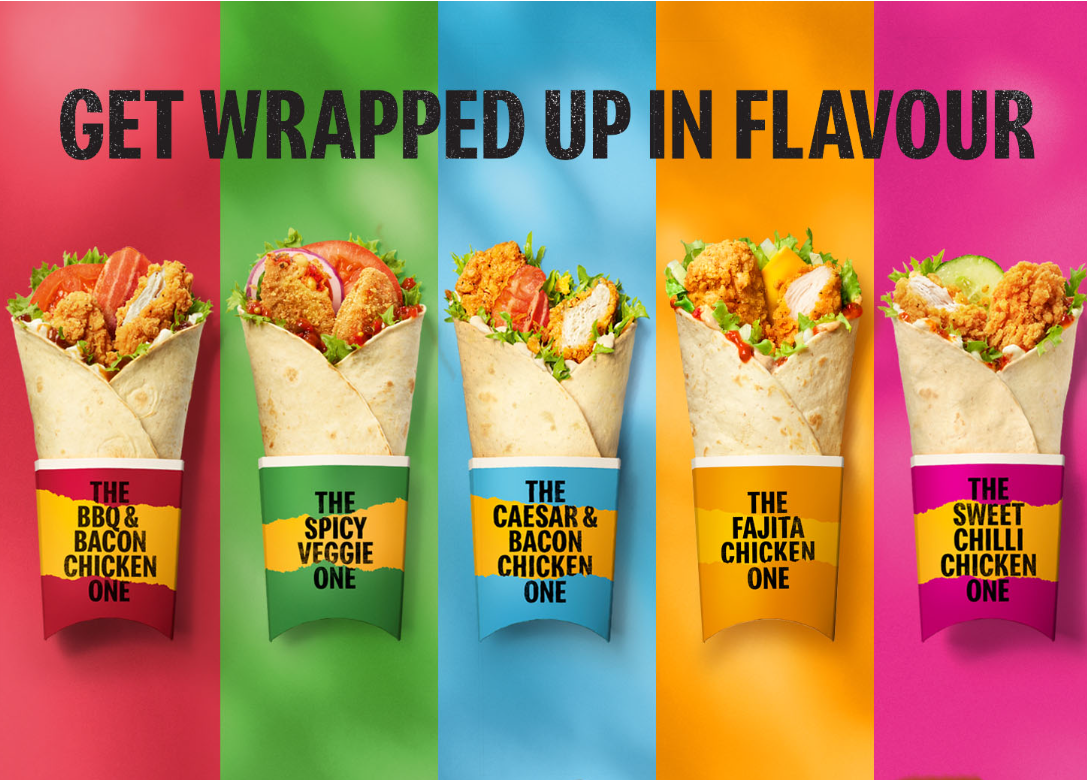 GET WRAPPED UP IN FLAVOUR
THE
BBQ &
BACON
CHICKEN
ONE
THE
SPICY
VEGGIE
ONE
THE
CAESAR &
BACON
CHICKEN
ONE
THE
FAJITA
CHICKEN
ONE
THE
SWEET
CHILLI
CHICKEN
ONE